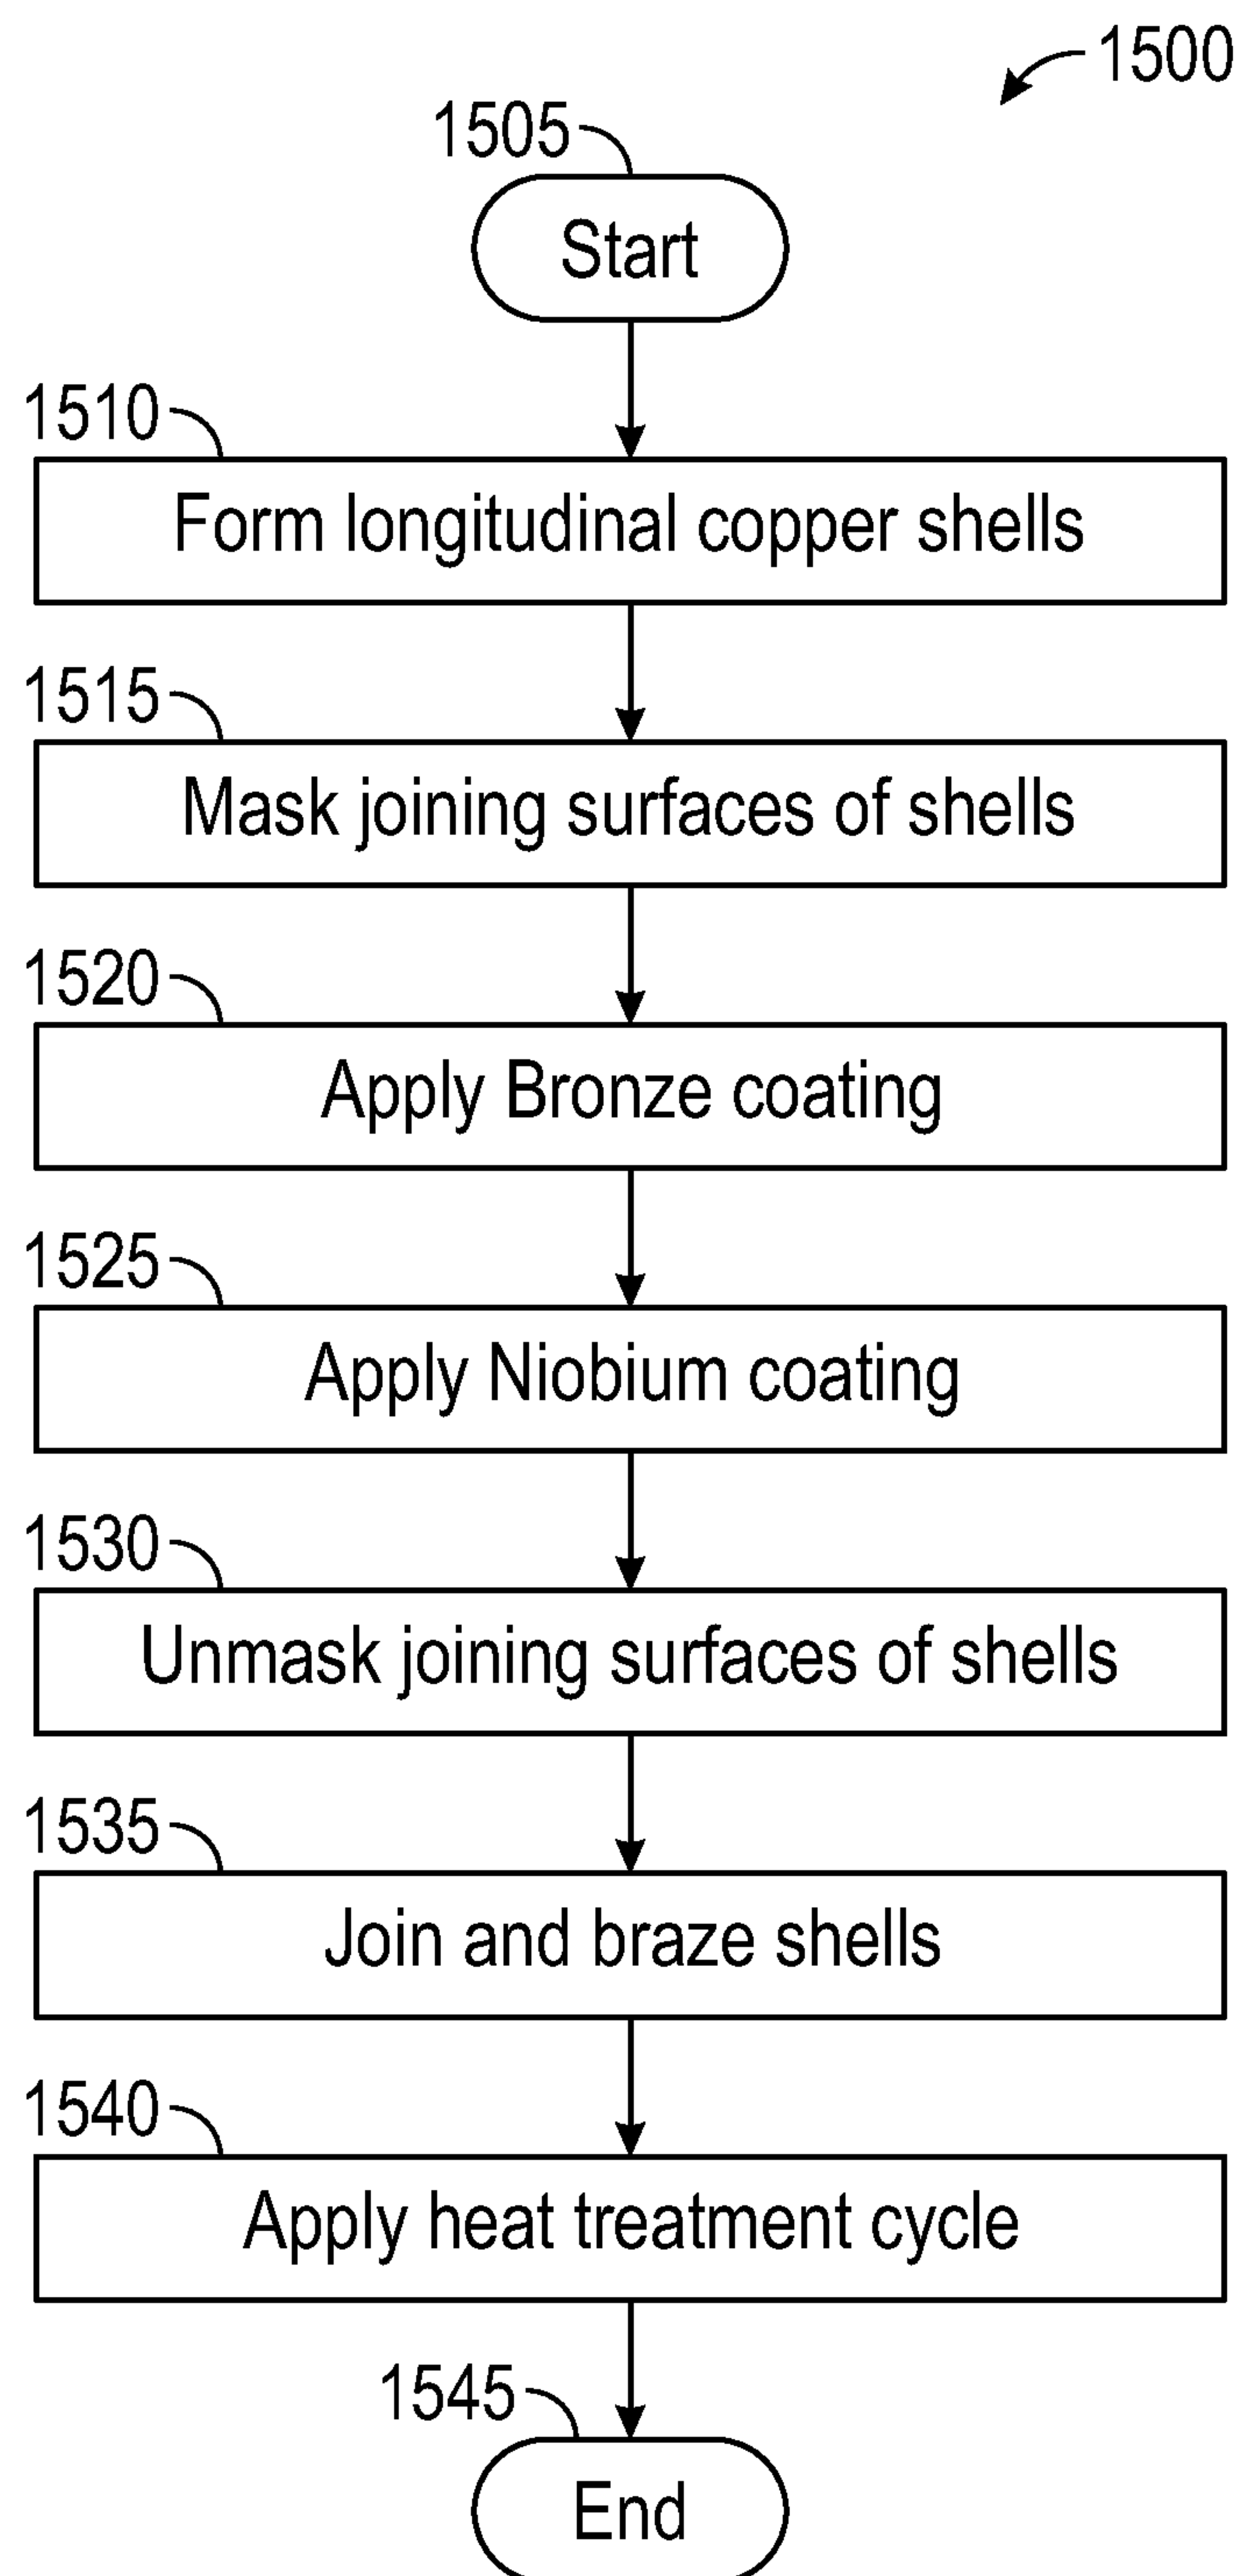 1500
1505
Start
1510
Form longitudinal copper shells
1515
Mask joining surfaces of shells
1520
Apply Bronze coating
1525
Apply Niobium coating
1530
Unmask joining surfaces of shells
1535
Join and braze shells
1540
Apply heat treatment cycle
1545
End